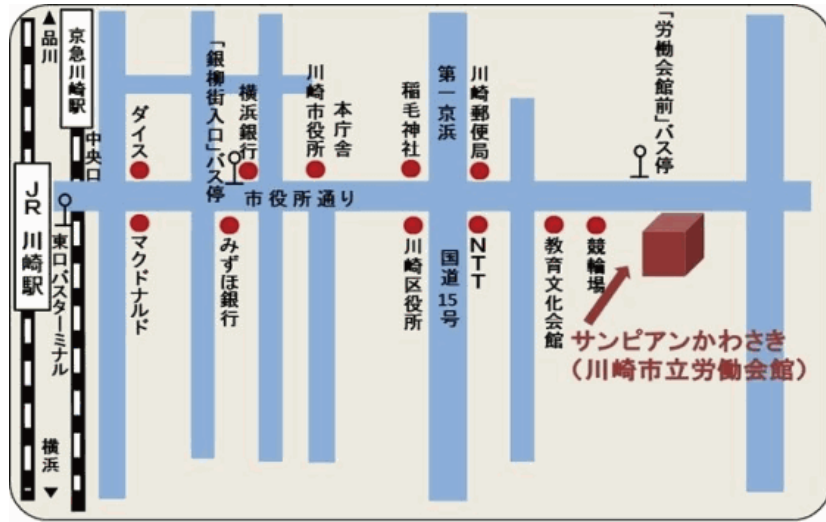 ▲品川
京急川崎駅
中央口
JR 川崎駅
東口バスターミナル
横浜▼
ダイス
マクドナルド
「銀柳街入口」バス停
横浜銀行
みずほ銀行
川崎市役所
本庁舎
市役所通り
稲毛神社
川崎区役所
第一京浜
国道15号
川崎郵便局
NTT
教育文化会館
競輪場
「労働会館前」バス停
サンピアンかわさき
（川崎市立労働会館）